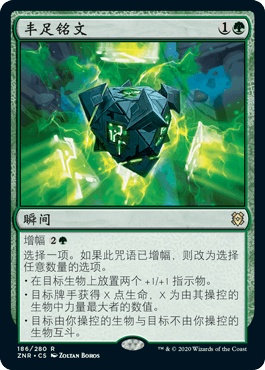 丰足铭文 1
瞬间
增幅 2
选择一项。如果此咒语已增幅，则改为选择
任意数量的选项。
•在目标生物上放置两个 +1/+1 指示物。
•目标牌手获得 X 点生命，X 为由其操控的
生物中力量最大者的数值。
•目标由你操控的生物与目标不由你操控的
生物互斗。
186/280 R
ZNR • CS ZOLTAN BOROS
™ & © 2020 Wizards of the Coast